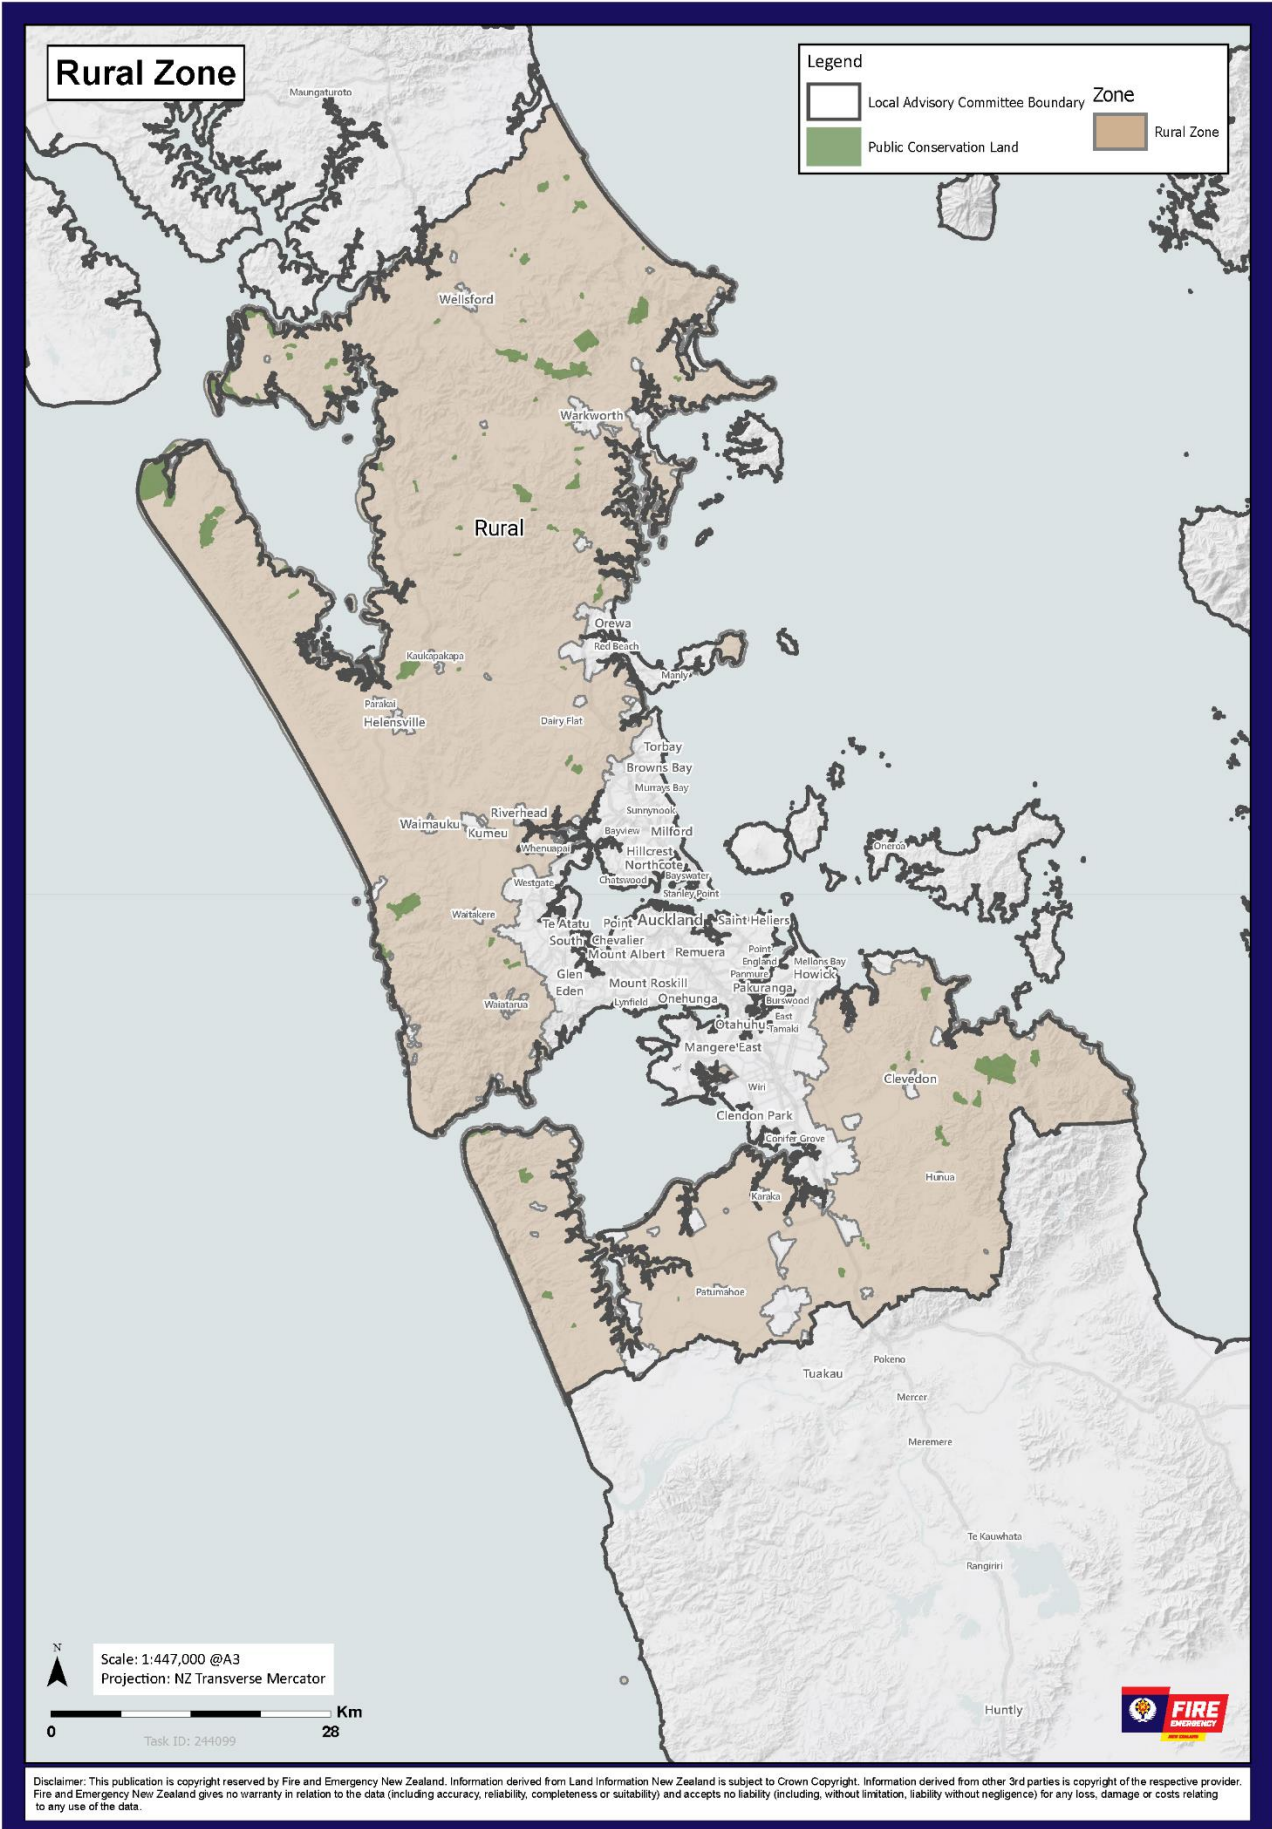 Rural Zone
Legend
Local Advisory Committee Boundary
Zone
Public Conservation Land
Rural Zone
Maungaturoto
Wellsford
Warkworth
Rural
Orewa
Red Beach
Kaukapakapa
Manly
Parakai
Helensville
Dairy Flat
Torbay
Browns Bay
Murrays Bay
Sunnynook
Riverhead
Waimauku
Kumeu
Bayview
Milford
Whenuapai
Hillcrest
Northcote
Oneroa
Westgate
Chatswood
Bayswater
Stanley Point
Waitakere
Te Atatu
South
Point
Chevalier
Auckland
Saint Heliers
Mount Albert
Remuera
Point
England
Mellons Bay
Glen
Eden
Mount Roskill
Panmure
Howick
Pakuranga
Waiatarua
Lynfield
Onehunga
Burswood
Otahuhu
East
Tamaki
Mangere East
Clevedon
Wiri
Clendon Park
Conifer Grove
Hunua
Karaka
Patumahoe
Pokeno
Tuakau
Mercer
Meremere
Te Kauwhata
Rangiriri
Huntly
N
Scale: 1:447,000 @A3
Projection: NZ Transverse Mercator
Km
0 28
Task ID: 244099
FIRE
EMERGENCY
NEW ZEALAND
Disclaimer: This publication is copyright reserved by Fire and Emergency New Zealand. Information derived from Land Information New Zealand is subject to Crown Copyright. Information derived from other 3rd parties is copyright of the respective provider.
Fire and Emergency New Zealand gives no warranty in relation to the data (including accuracy, reliability, completeness or suitability) and accepts no liability (including, without limitation, liability without negligence) for any loss, damage or costs relating
to any use of the data.